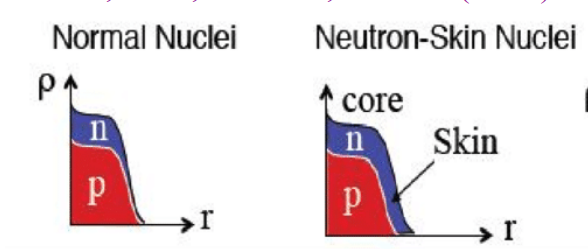 Normal Nuclei
Neutron-Skin Nuclei
ρ
n
p
r
core
n
Skin
p
r